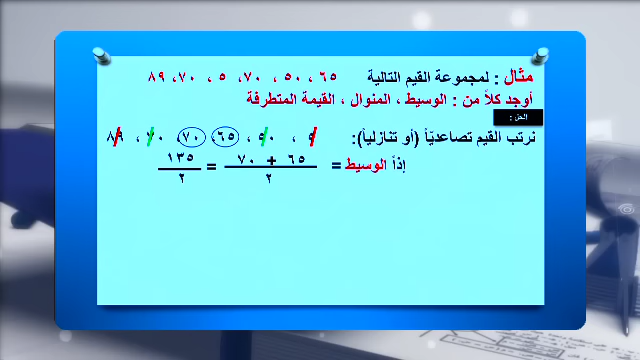 مثال : لمجموعة القيم التالية ٦٥ ، ٥٠ ، ٧٠ ، ٥ ، ٧٠ ، ٨٩
أوجد كلاً من : الوسيط ، المنوال ، القيمة المتطرفة
الحل :
نرتب القيم تصاعديّاً (أو تنازلياً): ٥ ، ٥٠ ، ٦٥ ، ٧٠ ، ٧٠ ، ٨٩
إذاً الوسيط = ٦٥ + ٧٠ / ٢ = ١٣٥ / ٢